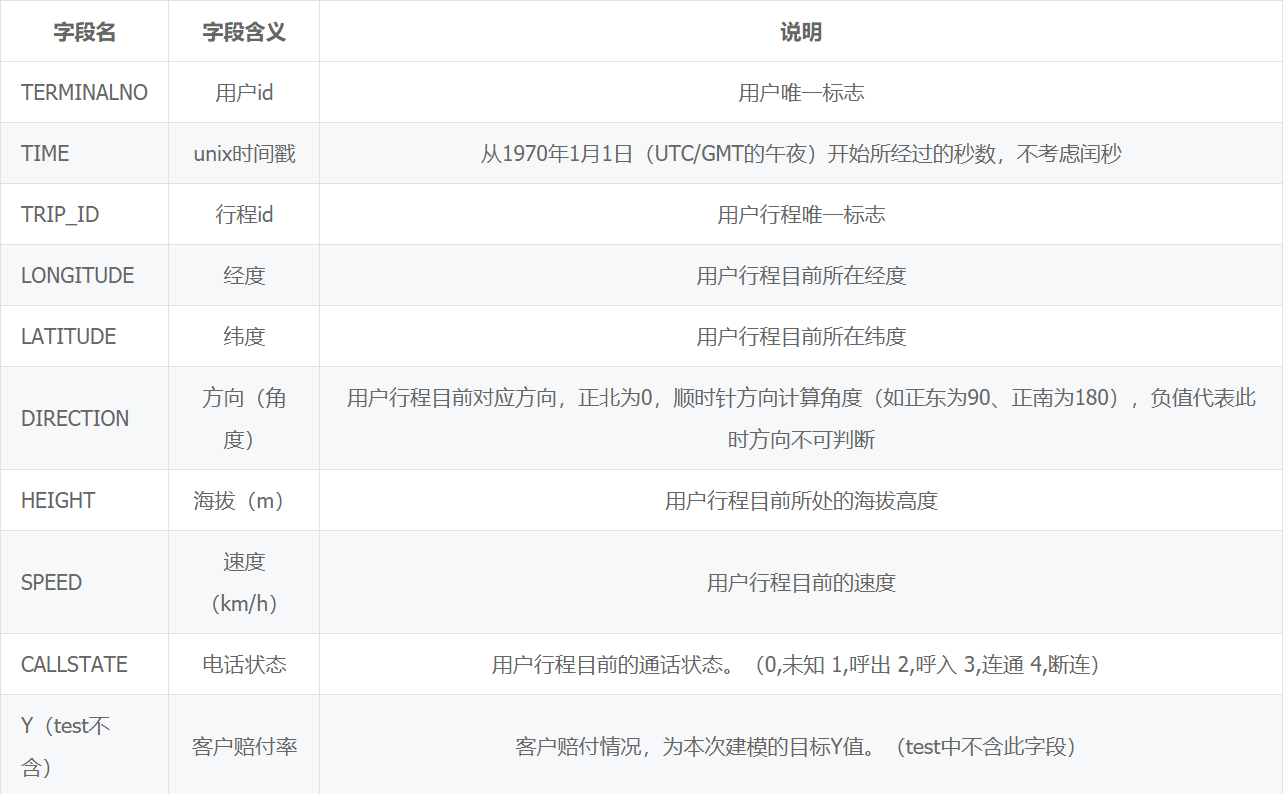 字段名 字段含义 说明
TERMINALNO 用户id 用户唯一标志
TIME unix时间戳 从1970年1月1日（UTC/GMT的午夜）开始所经过的秒数，不考虑闰秒
TRIP_ID 行程id 用户行程唯一标志
LONGITUDE 经度 用户行程目前所在经度
LATITUDE 纬度 用户行程目前所在纬度
DIRECTION
方向（角
度）
用户行程目前对应方向，正北为0，顺时针方向计算角度（如正东为90、正南为180），负值代表此
时方向不可判断
HEIGHT 海拔（m） 用户行程目前所处的海拔高度
SPEED
速度
（km/h）
用户行程目前的速度
CALLSTATE 电话状态 用户行程目前的通话状态。（0,未知 1,呼出 2,呼入 3,连通 4,断连）
Y（test不
含）
客户赔付率 客户赔付情况，为本次建模的目标Y值。（test中不含此字段）